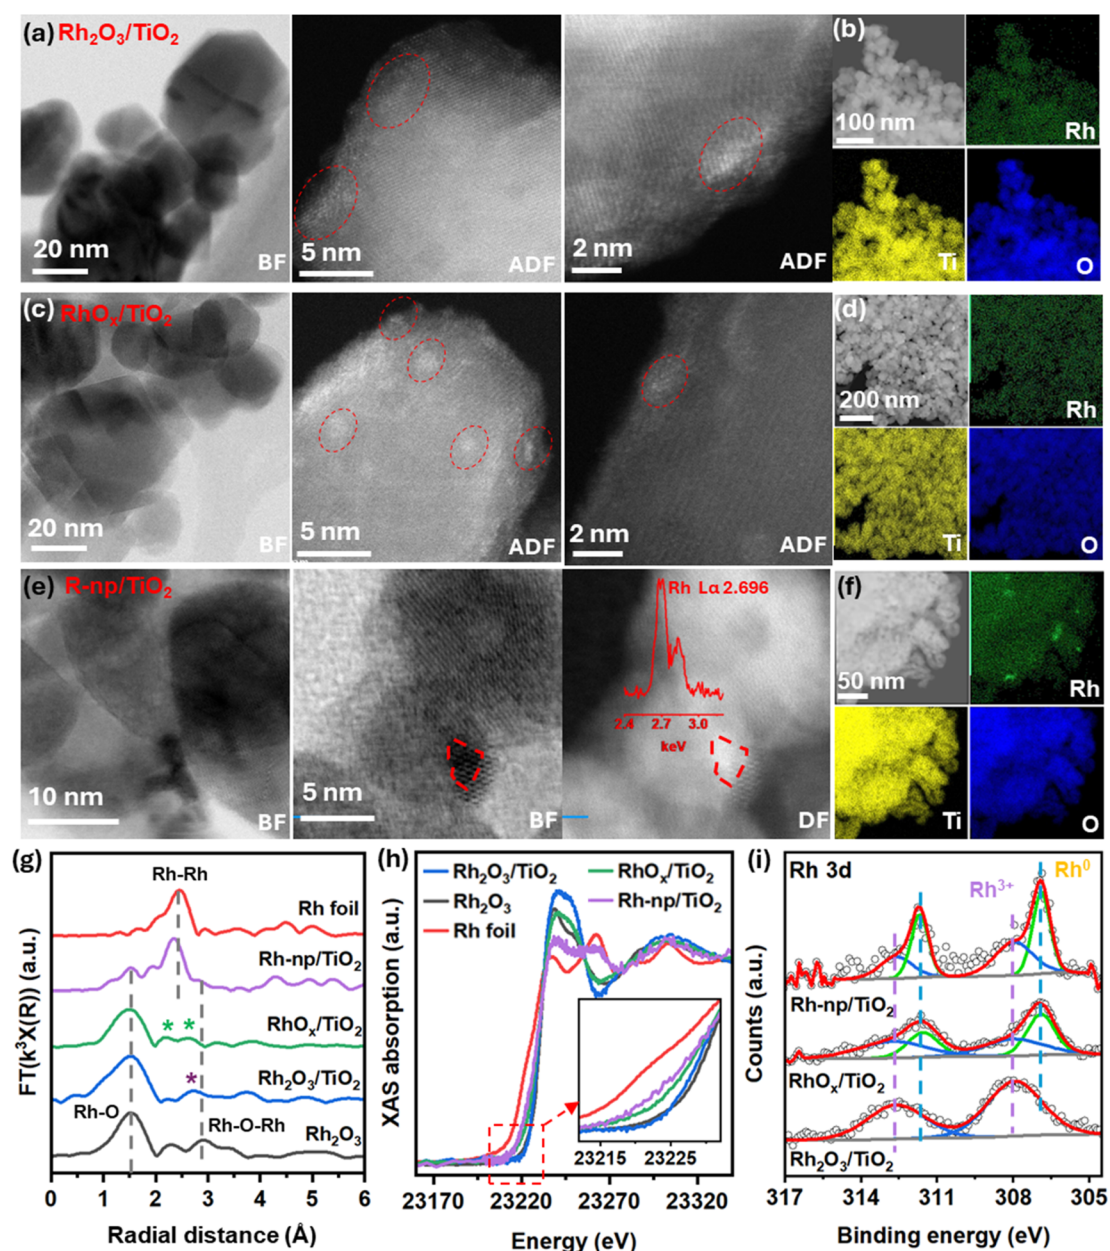 (a) Rh₂O₃/TiO₂
20 nm
BF
5 nm
ADF
2 nm
ADF
(b)
100 nm
Rh
Ti
O
(c) RhOₓ/TiO₂
20 nm
BF
5 nm
ADF
2 nm
ADF
(d)
200 nm
Rh
Ti
O
(e) R-np/TiO₂
10 nm
BF
5 nm
BF
Rh Lα 2.696
2.4 2.7 3.0
keV
DF
(f)
50 nm
Rh
Ti
O
(g)
Rh-Rh
Rh foil
Rh-np/TiO₂
* *
RhOₓ/TiO₂
*
Rh₂O₃/TiO₂
Rh-O
Rh-O-Rh
Rh₂O₃
FT(k³X(R)) (a.u.)
0 1 2 3 4 5 6
Radial distance (Å)
(h)
Rh₂O₃/TiO₂
RhOₓ/TiO₂
Rh₂O₃
Rh-np/TiO₂
Rh foil
XAS absorption (a.u.)
23215 23225
23170 23220 23270 23320
Energy (eV)
(i)
Rh 3d
Rh³⁺
Rh⁰
Rh-np/TiO₂
RhOₓ/TiO₂
Rh₂O₃/TiO₂
Counts (a.u.)
317 314 311 308 305
Binding energy (eV)